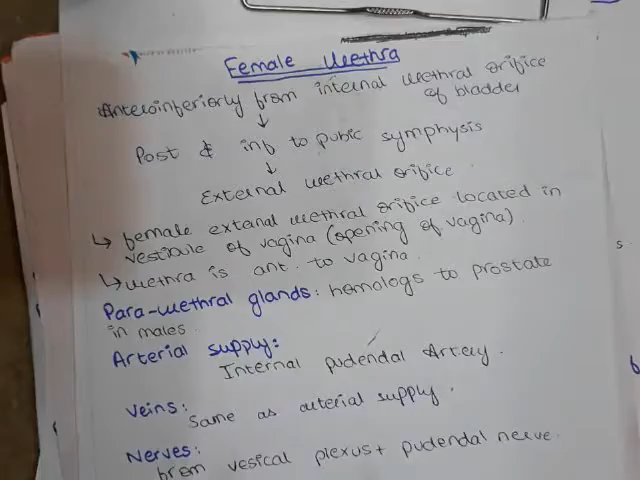 Female Urethra
Anteroinferiorly from internal urethral orifice
of bladder
↓
Post & inf to pubic symphysis
↓
External urethral orifice
↳ female extanal urethral orifice located in
vestibule of vagina (opening of vagina).
↳ urethra is ant. to vagina.
Para-urethral glands: homologs to prostate
in males.
Arterial supply:
Internal pudendal Artery.
Veins:
Same as arterial supply.
Nerves:
from vesical plexus + pudendal nerve.
s
b